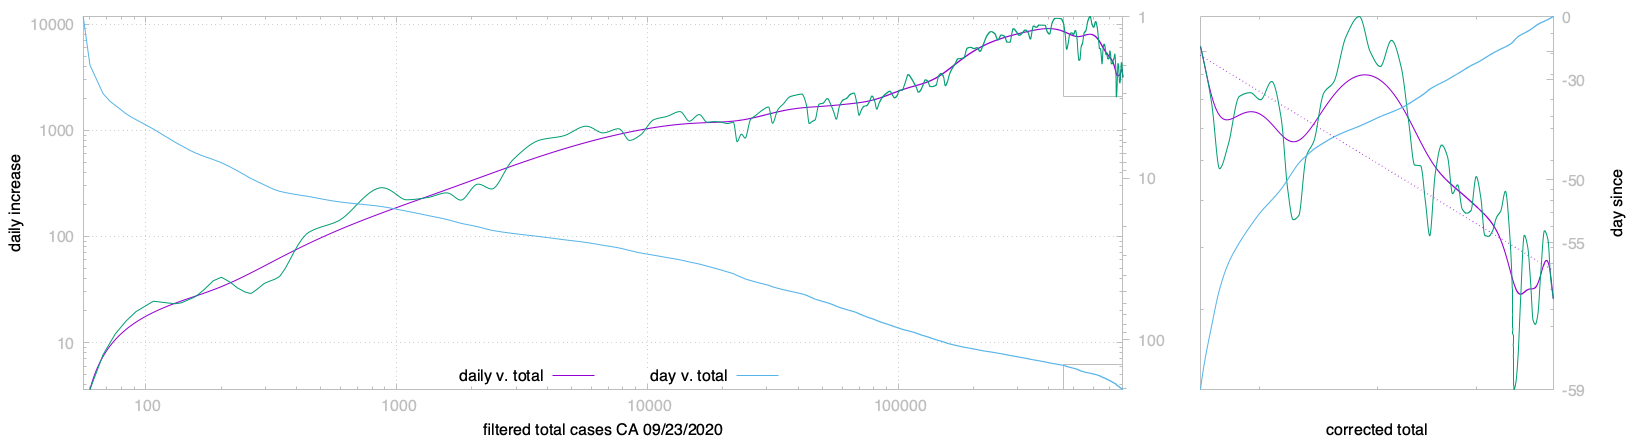 10000
1000
100
10
daily increase
1
10
100
daily v. total
day v. total
100
1000
10000
100000
filtered total cases CA 09/23/2020
0
-30
-50
-55
-59
day since
corrected total